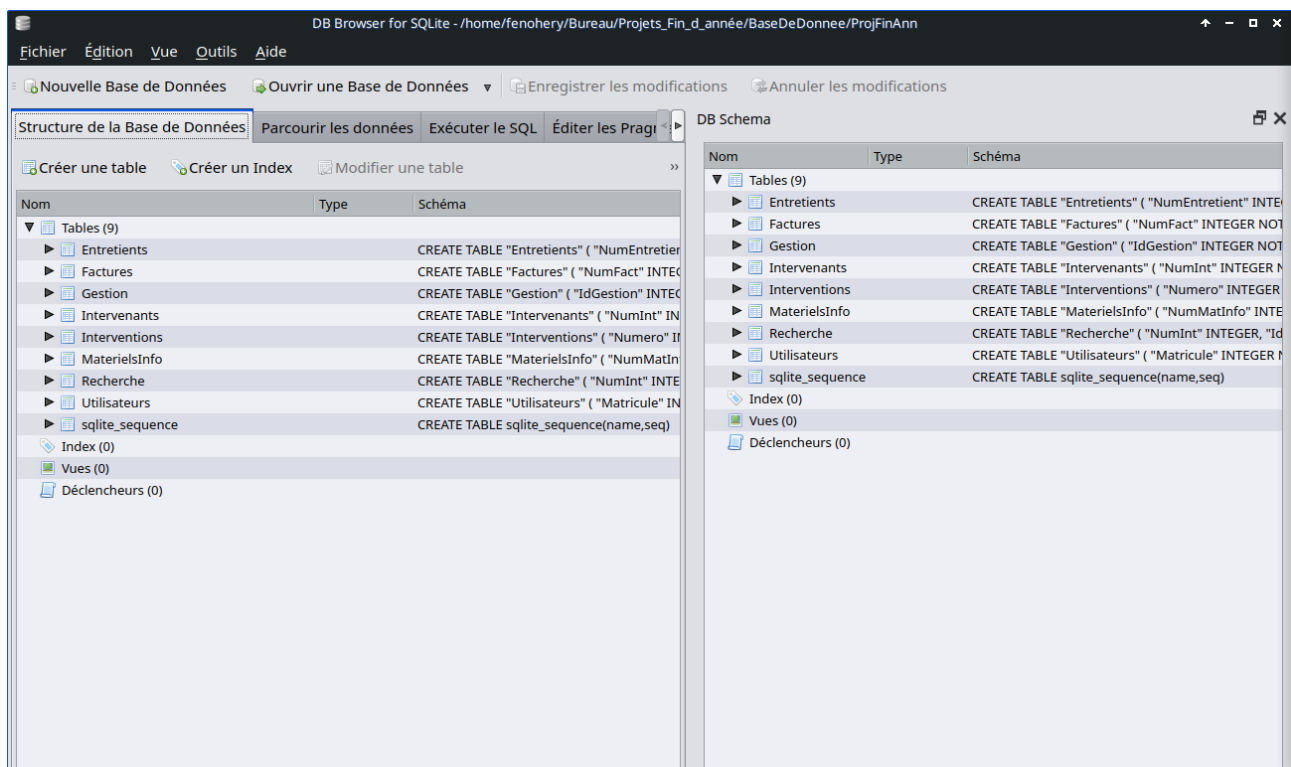 DB Browser for SQLite - /home/fenohery/Bureau/Projets_Fin_d_année/BaseDeDonnee/ProjFinAnn
Fichier Édition Vue Outils Aide
Nouvelle Base de Données Ouvrir une Base de Données Enregistrer les modifications Annuler les modifications
Structure de la Base de Données Parcourir les données Exécuter le SQL Éditer les Pragr
Créer une table Créer un Index Modifier une table »
Nom Type Schéma
Tables (9)
Entretients CREATE TABLE "Entretients" ( "NumEntretier
Factures CREATE TABLE "Factures" ( "NumFact" INTEG
Gestion CREATE TABLE "Gestion" ( "IdGestion" INTEG
Intervenants CREATE TABLE "Intervenants" ( "NumInt" IN
Interventions CREATE TABLE "Interventions" ( "Numero" II
MaterielsInfo CREATE TABLE "MaterielsInfo" ( "NumMatIn
Recherche CREATE TABLE "Recherche" ( "NumInt" INTE
Utilisateurs CREATE TABLE "Utilisateurs" ( "Matricule" IN
sqlite_sequence CREATE TABLE sqlite_sequence(name,seq)
Index (0)
Vues (0)
Déclencheurs (0)
DB Schema
Nom Type Schéma
Tables (9)
Entretients CREATE TABLE "Entretients" ( "NumEntretient" INTE
Factures CREATE TABLE "Factures" ( "NumFact" INTEGER NOT
Gestion CREATE TABLE "Gestion" ( "IdGestion" INTEGER NOT
Intervenants CREATE TABLE "Intervenants" ( "NumInt" INTEGER N
Interventions CREATE TABLE "Interventions" ( "Numero" INTEGER
MaterielsInfo CREATE TABLE "MaterielsInfo" ( "NumMatInfo" INTE
Recherche CREATE TABLE "Recherche" ( "NumInt" INTEGER, "Id
Utilisateurs CREATE TABLE "Utilisateurs" ( "Matricule" INTEGER N
sqlite_sequence CREATE TABLE sqlite_sequence(name,seq)
Index (0)
Vues (0)
Déclencheurs (0)